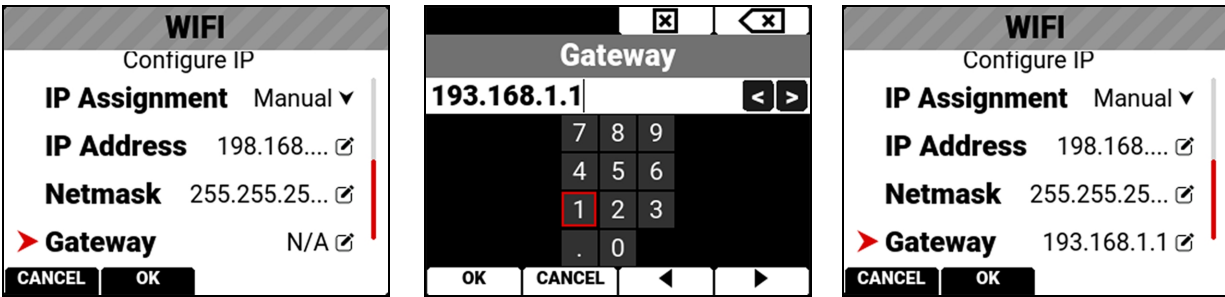 WIFI
Configure IP
IP Assignment Manual
IP Address 198.168....
Netmask 255.255.25...
Gateway N/A
CANCEL OK
Gateway
193.168.1.1
< >
7 8 9
4 5 6
1 2 3
. 0
OK CANCEL
WIFI
Configure IP
IP Assignment Manual
IP Address 198.168....
Netmask 255.255.25...
Gateway 193.168.1.1
CANCEL OK